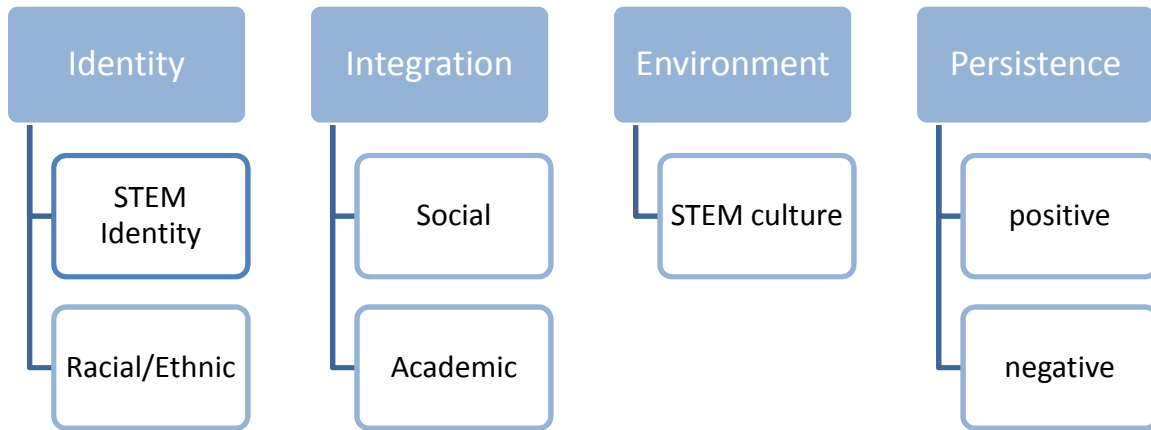 Identity
Integration
Environment
Persistence
STEM
Identity
Social
STEM culture
positive
Racial/Ethnic
Academic
negative